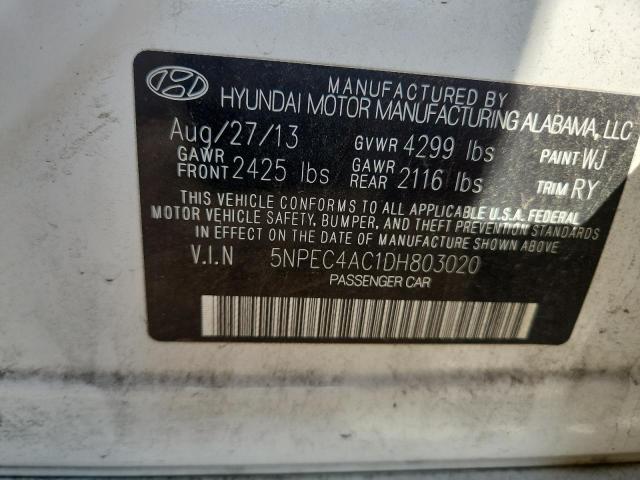 MANUFACTURED BY
HYUNDAI MOTOR MANUFACTURING ALABAMA, LLC
Aug/27/13 GVWR 4299 lbs PAINT WJ
GAWR FRONT 2425 lbs GAWR REAR 2116 lbs TRIM RY
THIS VEHICLE CONFORMS TO ALL APPLICABLE U.S.A. FEDERAL
MOTOR VEHICLE SAFETY, BUMPER, AND THEFT PREVENTION STANDARDS
IN EFFECT ON THE DATE OF MANUFACTURE SHOWN ABOVE
V.I.N 5NPEC4AC1DH803020
PASSENGER CAR